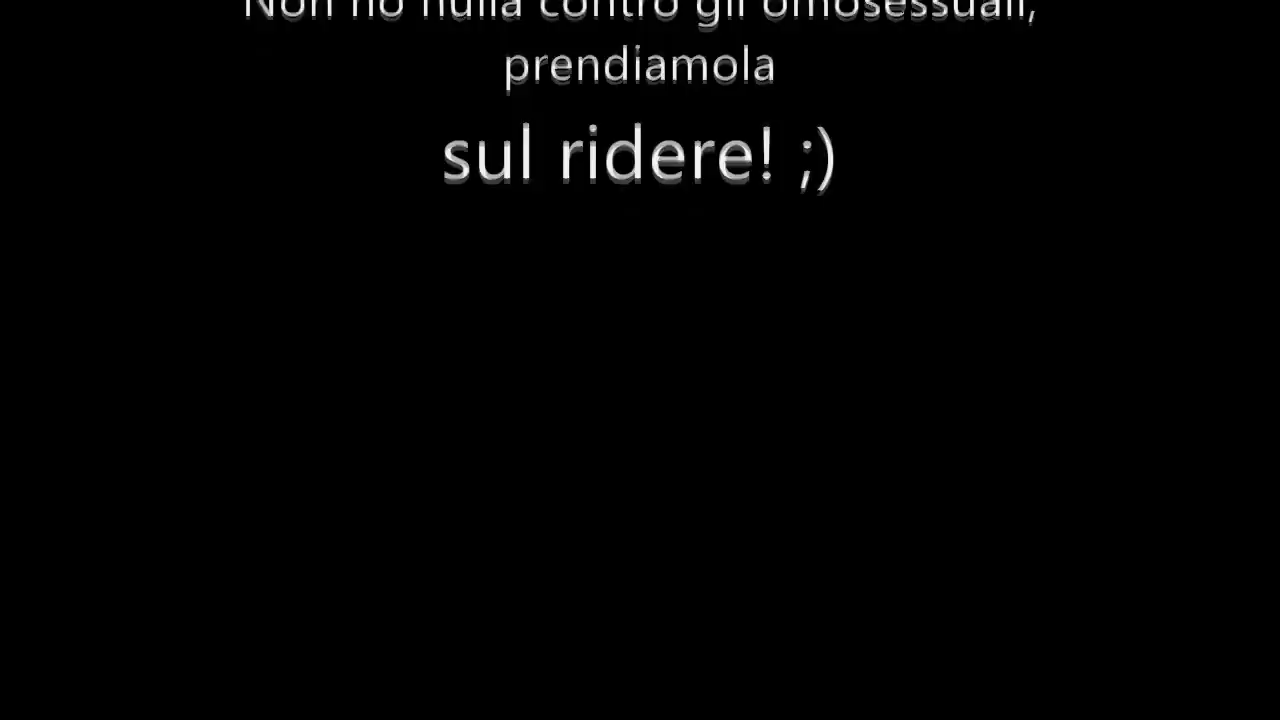 Non ho nulla contro gli omosessuali,
prendiamola
sul ridere! ;)